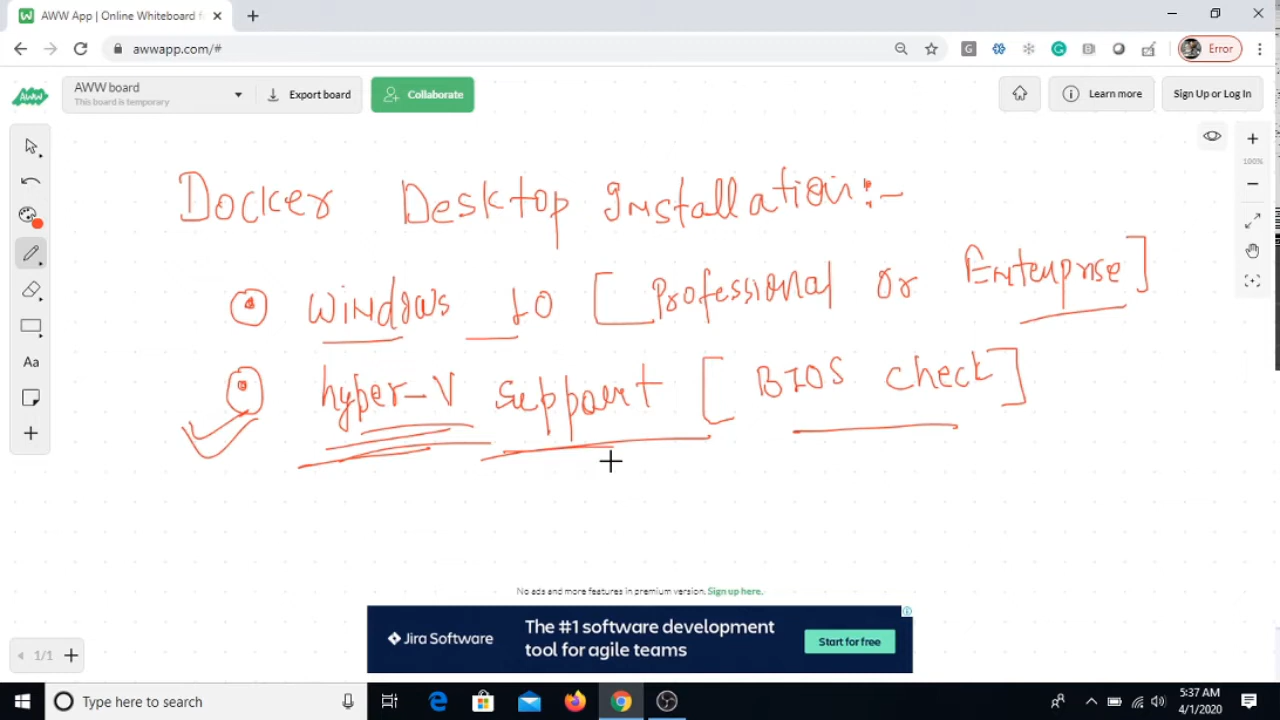 AWW App | Online Whiteboard f
awwapp.com/#
Error
AWW
AWW board
This board is temporary
Export board
Collaborate
Learn more
Sign Up or Log In
100%
Docker Desktop Installation:-
Windows 10 [Professional or Enterprise]
hyper-V support [BIOS check]
Aa
No ads and more features in premium version. Sign up here.
Jira Software
The #1 software development
tool for agile teams
Start for free
1/1
Type here to search
5:37 AM
4/1/2020